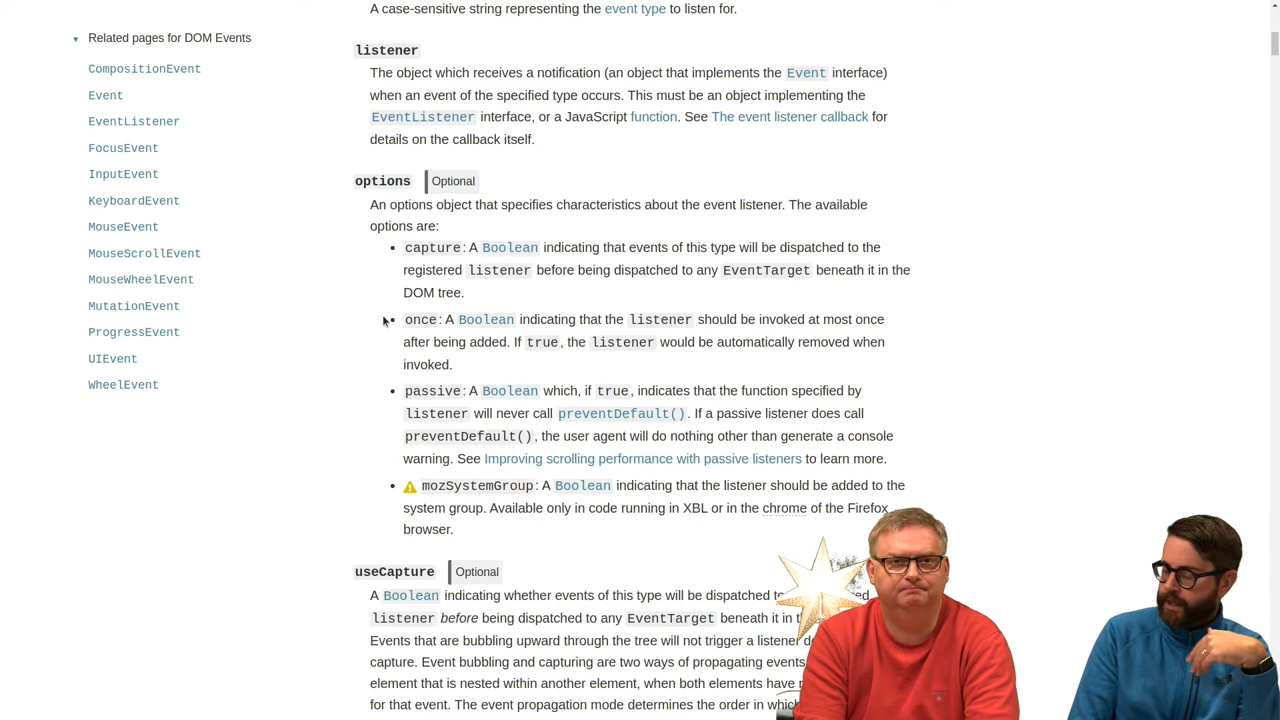 ▼ Related pages for DOM Events
CompositionEvent
Event
EventListener
FocusEvent
InputEvent
KeyboardEvent
MouseEvent
MouseScrollEvent
MouseWheelEvent
MutationEvent
ProgressEvent
UIEvent
WheelEvent
A case-sensitive string representing the event type to listen for.
listener
The object which receives a notification (an object that implements the Event interface)
when an event of the specified type occurs. This must be an object implementing the
EventListener interface, or a JavaScript function. See The event listener callback for
details on the callback itself.
options Optional
An options object that specifies characteristics about the event listener. The available
options are:
• capture: A Boolean indicating that events of this type will be dispatched to the
registered listener before being dispatched to any EventTarget beneath it in the
DOM tree.
• once: A Boolean indicating that the listener should be invoked at most once
after being added. If true, the listener would be automatically removed when
invoked.
• passive: A Boolean which, if true, indicates that the function specified by
listener will never call preventDefault(). If a passive listener does call
preventDefault(), the user agent will do nothing other than generate a console
warning. See Improving scrolling performance with passive listeners to learn more.
• mozSystemGroup: A Boolean indicating that the listener should be added to the
system group. Available only in code running in XBL or in the chrome of the Firefox
browser.
useCapture Optional
A Boolean indicating whether events of this type will be dispatched
listener before being dispatched to any EventTarget beneath it in
Events that are bubbling upward through the tree will not trigger a listener
capture. Event bubbling and capturing are two ways of propagating events
element that is nested within another element, when both elements have
for that event. The event propagation mode determines the order in which